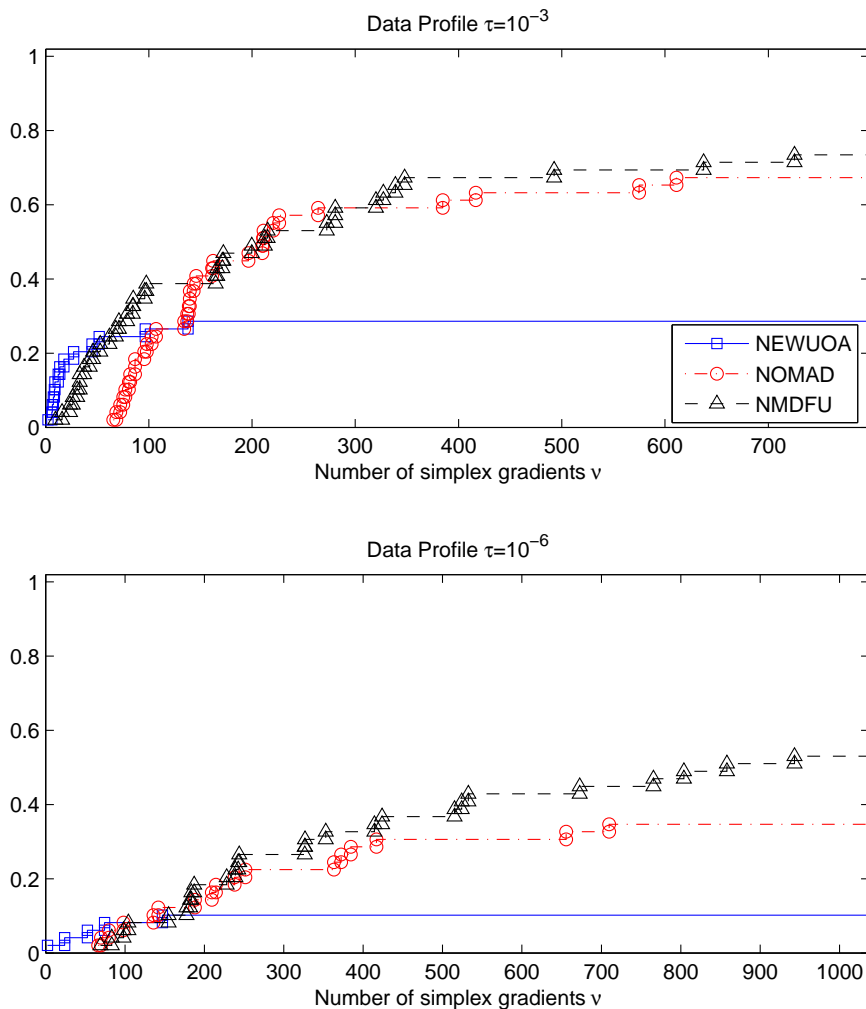 Data Profile τ=10⁻³
1
0.8
0.6
0.4
0.2
0
0 100 200 300 400 500 600 700
Number of simplex gradients ν
NEWUOA
NOMAD
NMDFU
Data Profile τ=10⁻⁶
1
0.8
0.6
0.4
0.2
0
0 100 200 300 400 500 600 700 800 900 1000
Number of simplex gradients ν